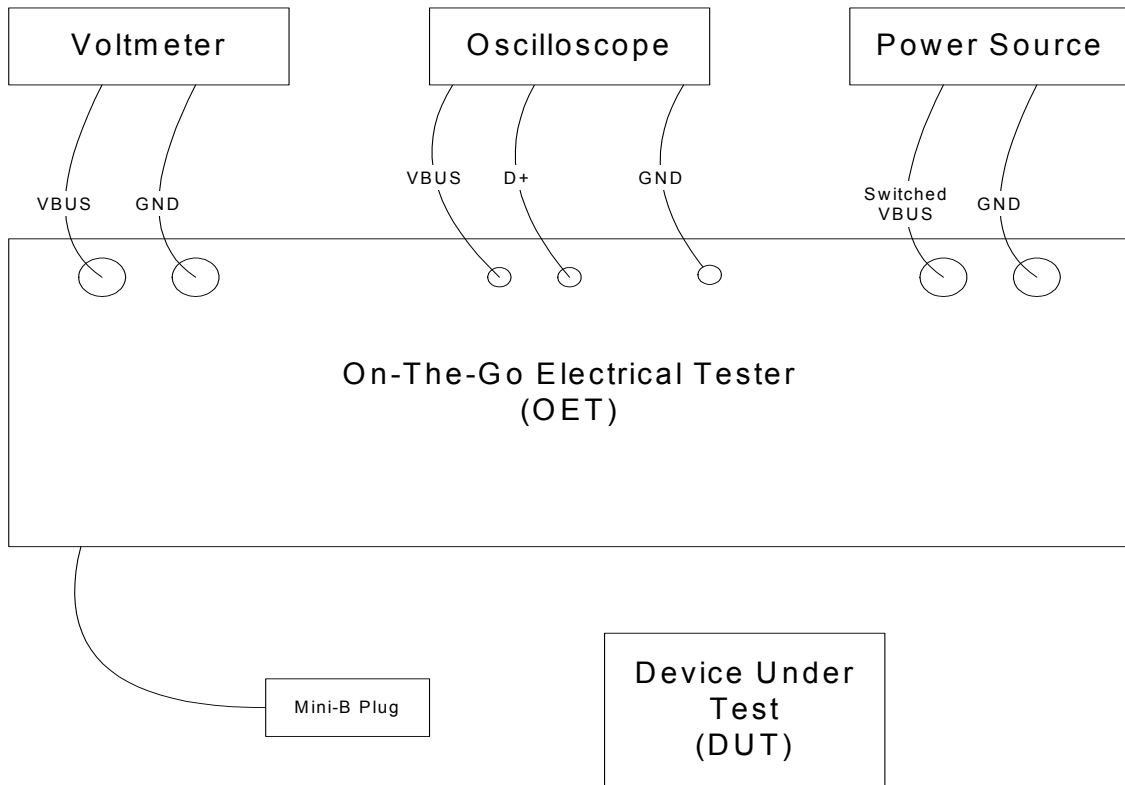 Voltmeter
Oscilloscope
Power Source
VBUS
GND
VBUS
D+
GND
Switched
VBUS
GND
On-The-Go Electrical Tester
(OET)
Mini-B Plug
Device Under
Test
(DUT)